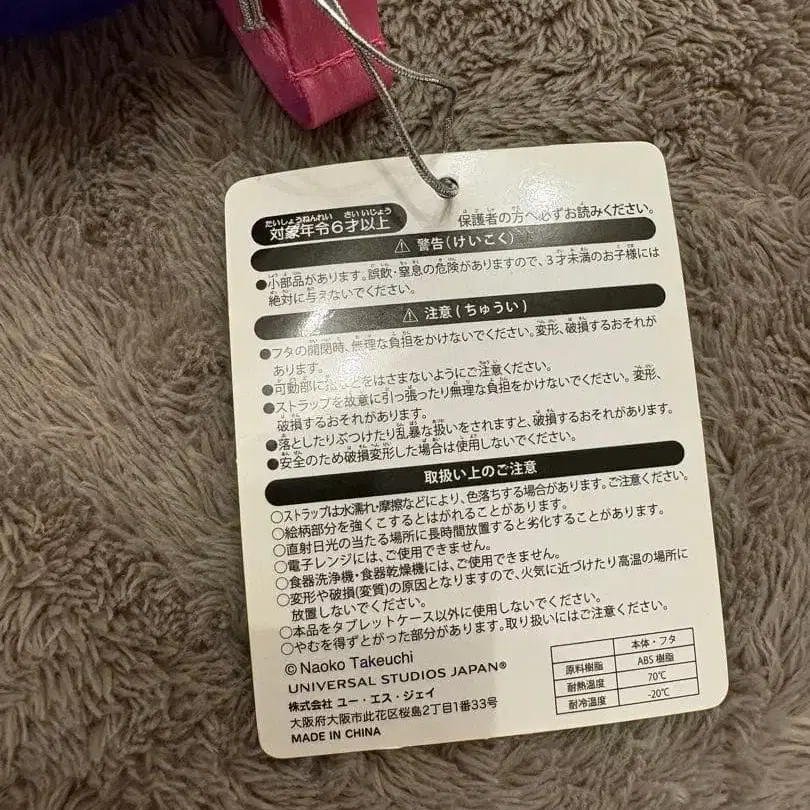 たいしょうねんれい さい いじょう
対象年令6才以上
保護者の方へ必ずお読みください。
⚠ 警告(けいこく)
●小部品があります。誤飲・窒息の危険がありますので、3才未満のお子様には
絶対に与えないでください。
⚠ 注意(ちゅうい)
●フタの開閉時、無理な負担をかけないでください。変形、破損するおそれが
あります。
●可動部に指などをはさまないようにご注意ください。
●ストラップを故意に引っ張ったり無理な負担をかけないでください。変形、
破損するおそれがあります。
●落としたりぶつけたり乱暴な扱いをされますと、破損するおそれがあります。
●安全のため破損変形した場合は使用しないでください。
取扱い上のご注意
○ストラップは水濡れ・摩擦などにより、色落ちする場合があります。ご注意ください。
○絵柄部分を強くこするとはがれることがあります。
○直射日光の当たる場所に長時間放置すると劣化することがあります。
○電子レンジには、ご使用できません。
○食器洗浄機・食器乾燥機には、ご使用できません。
○変形や破損(変質)の原因となりますので、火気に近づけたり高温の場所に
放置しないでください。
○本品をタブレットケース以外に使用しないでください。
○やむを得ずとがった部分があります。取り扱いにはご注意ください。
©Naoko Takeuchi
UNIVERSAL STUDIOS JAPAN®
株式会社 ユー・エス・ジェイ
大阪府大阪市此花区桜島2丁目1番33号
MADE IN CHINA
本体・フタ
原料樹脂 ABS 樹脂
耐熱温度 70℃
耐冷温度 -20℃